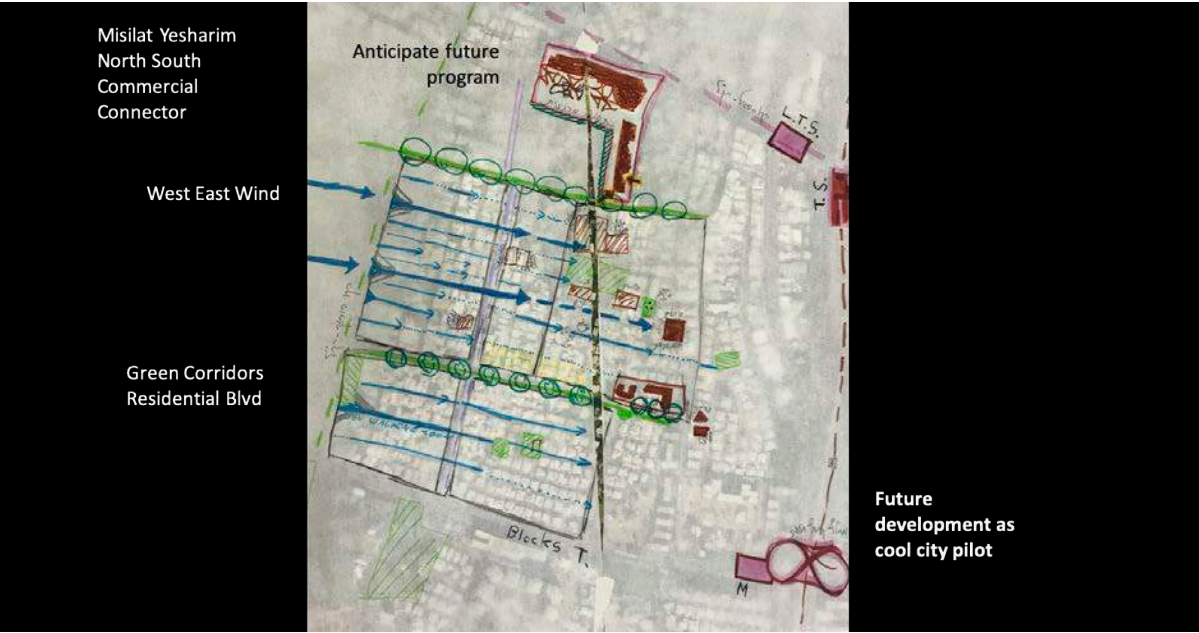 Misilat Yesharim
North South
Commercial
Connector
Anticipate future
program
West East Wind
Green Corridors
Residential Blvd
Future
development as
cool city pilot
L.T.S.
T.S.
WALKING
Blocks T.
M